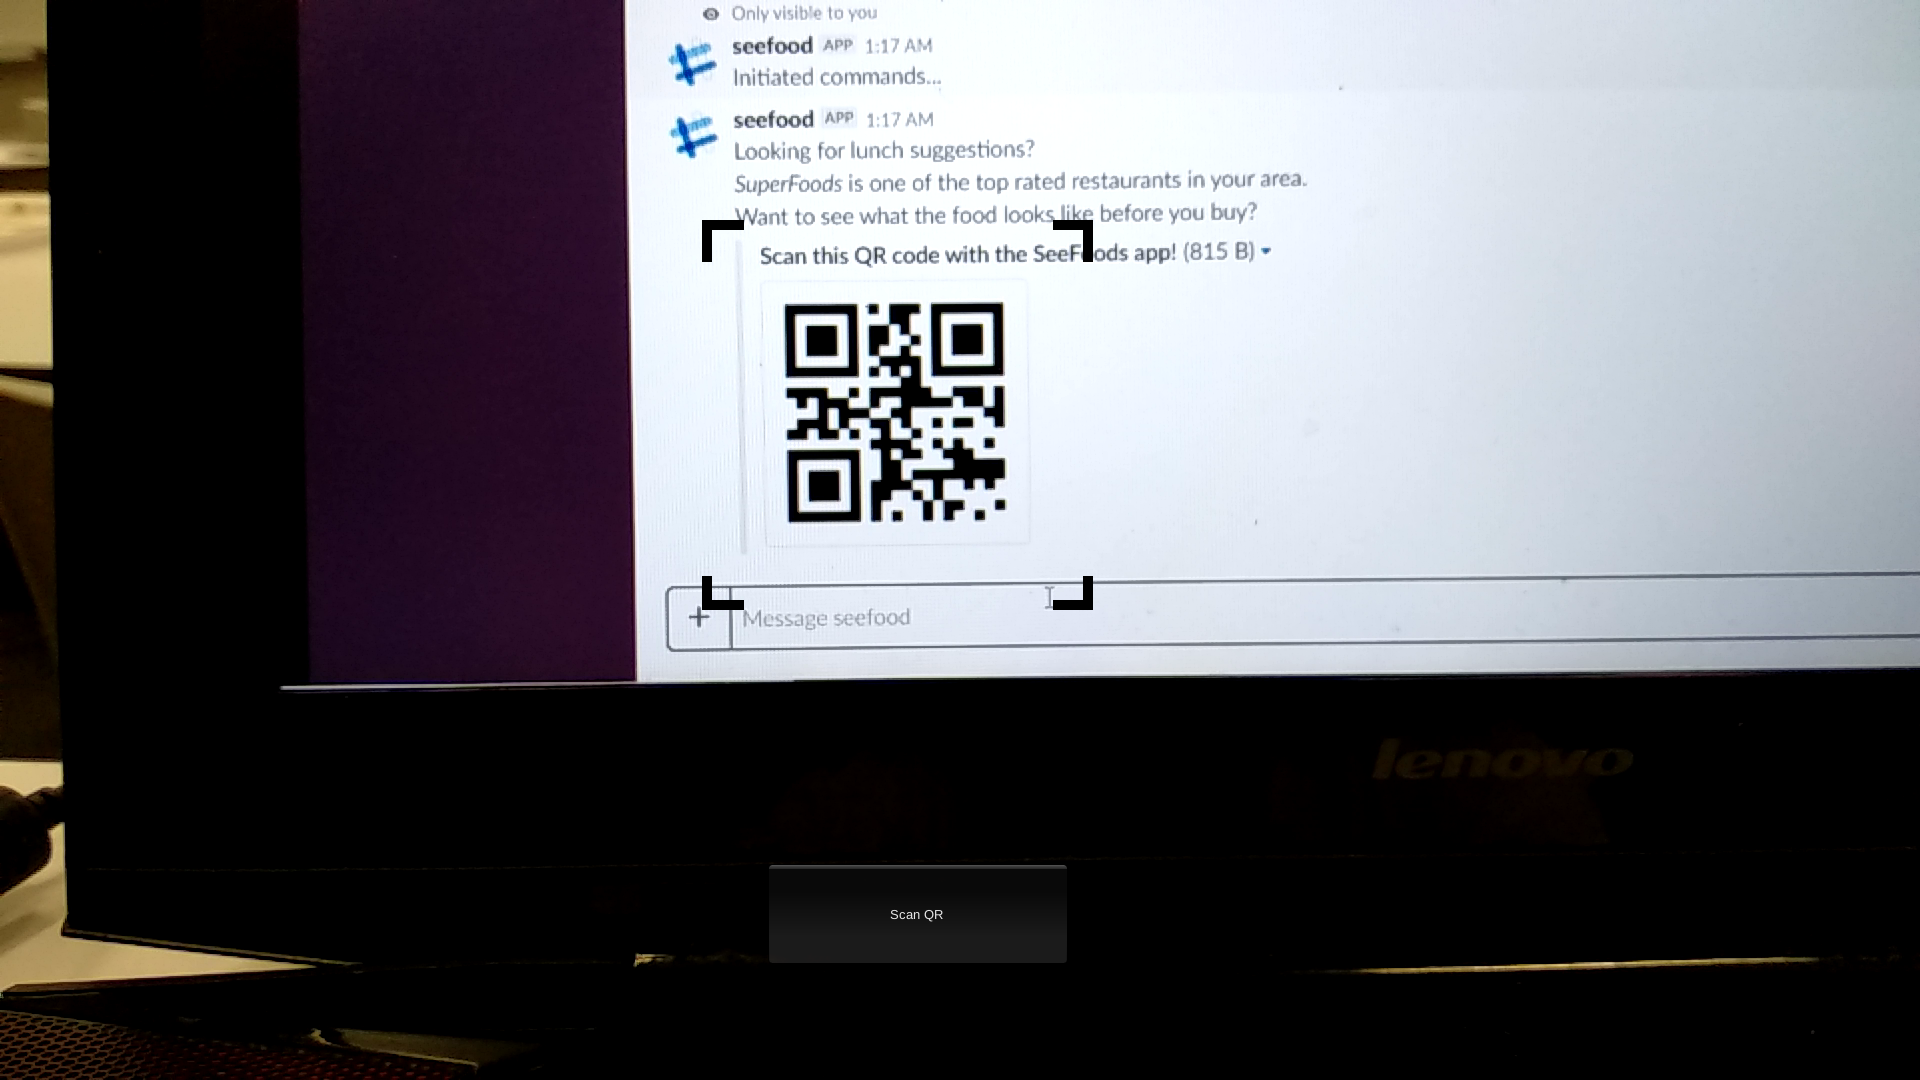 Only visible to you
seefood APP 1:17 AM
Initiated commands...
seefood APP 1:17 AM
Looking for lunch suggestions?
SuperFoods is one of the top rated restaurants in your area.
Want to see what the food looks like before you buy?
Scan this QR code with the SeeFoods app! (815 B)
+ Message seefood
lenovo
Scan QR